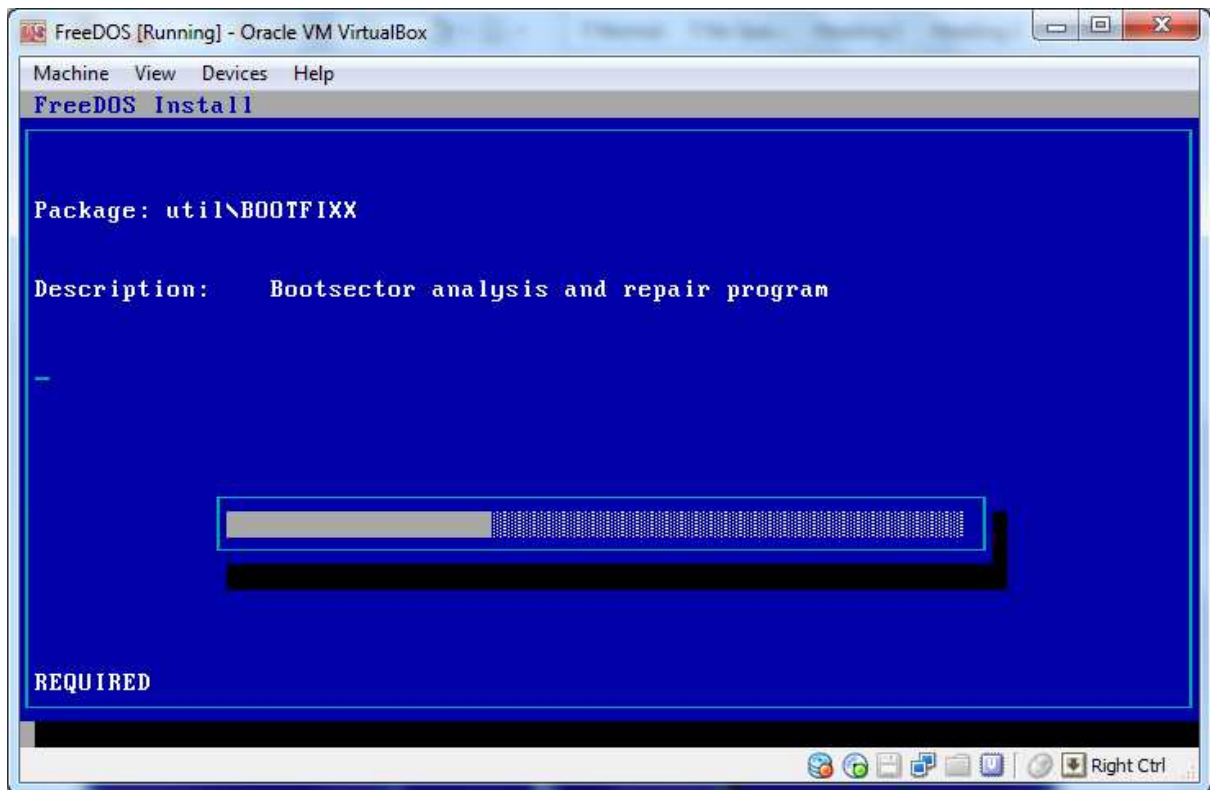 FreeDOS [Running] - Oracle VM VirtualBox
Machine View Devices Help
FreeDOS Install
Package: util\BOOTFIXX
Description: Bootsector analysis and repair program
REQUIRED
Right Ctrl